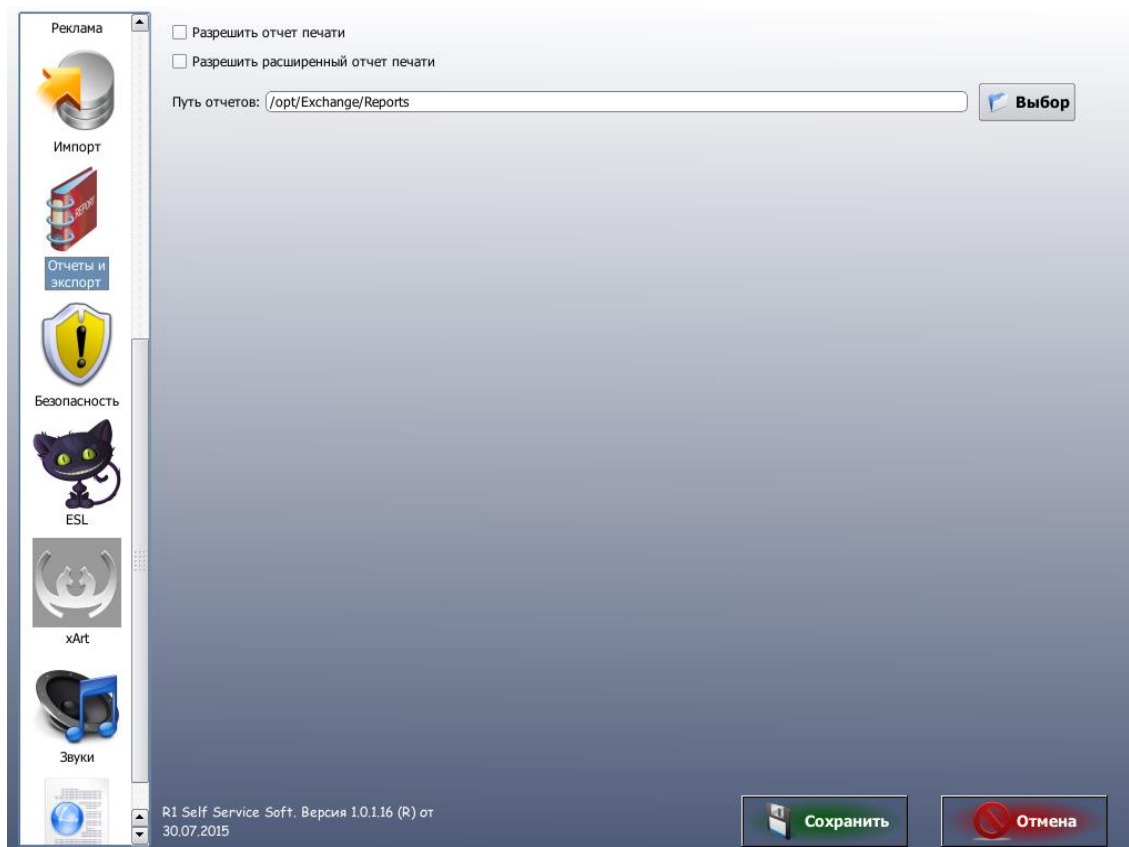 Реклама
Импорт
REPORT
Отчеты и
экспорт
Безопасность
ESL
xArt
Звуки
Разрешить отчет печати
Разрешить расширенный отчет печати
Путь отчетов: /opt/Exchange/Reports Выбор
R1 Self Service Soft. Версия 1.0.1.16 (R) от
30.07.2015
Сохранить Отмена